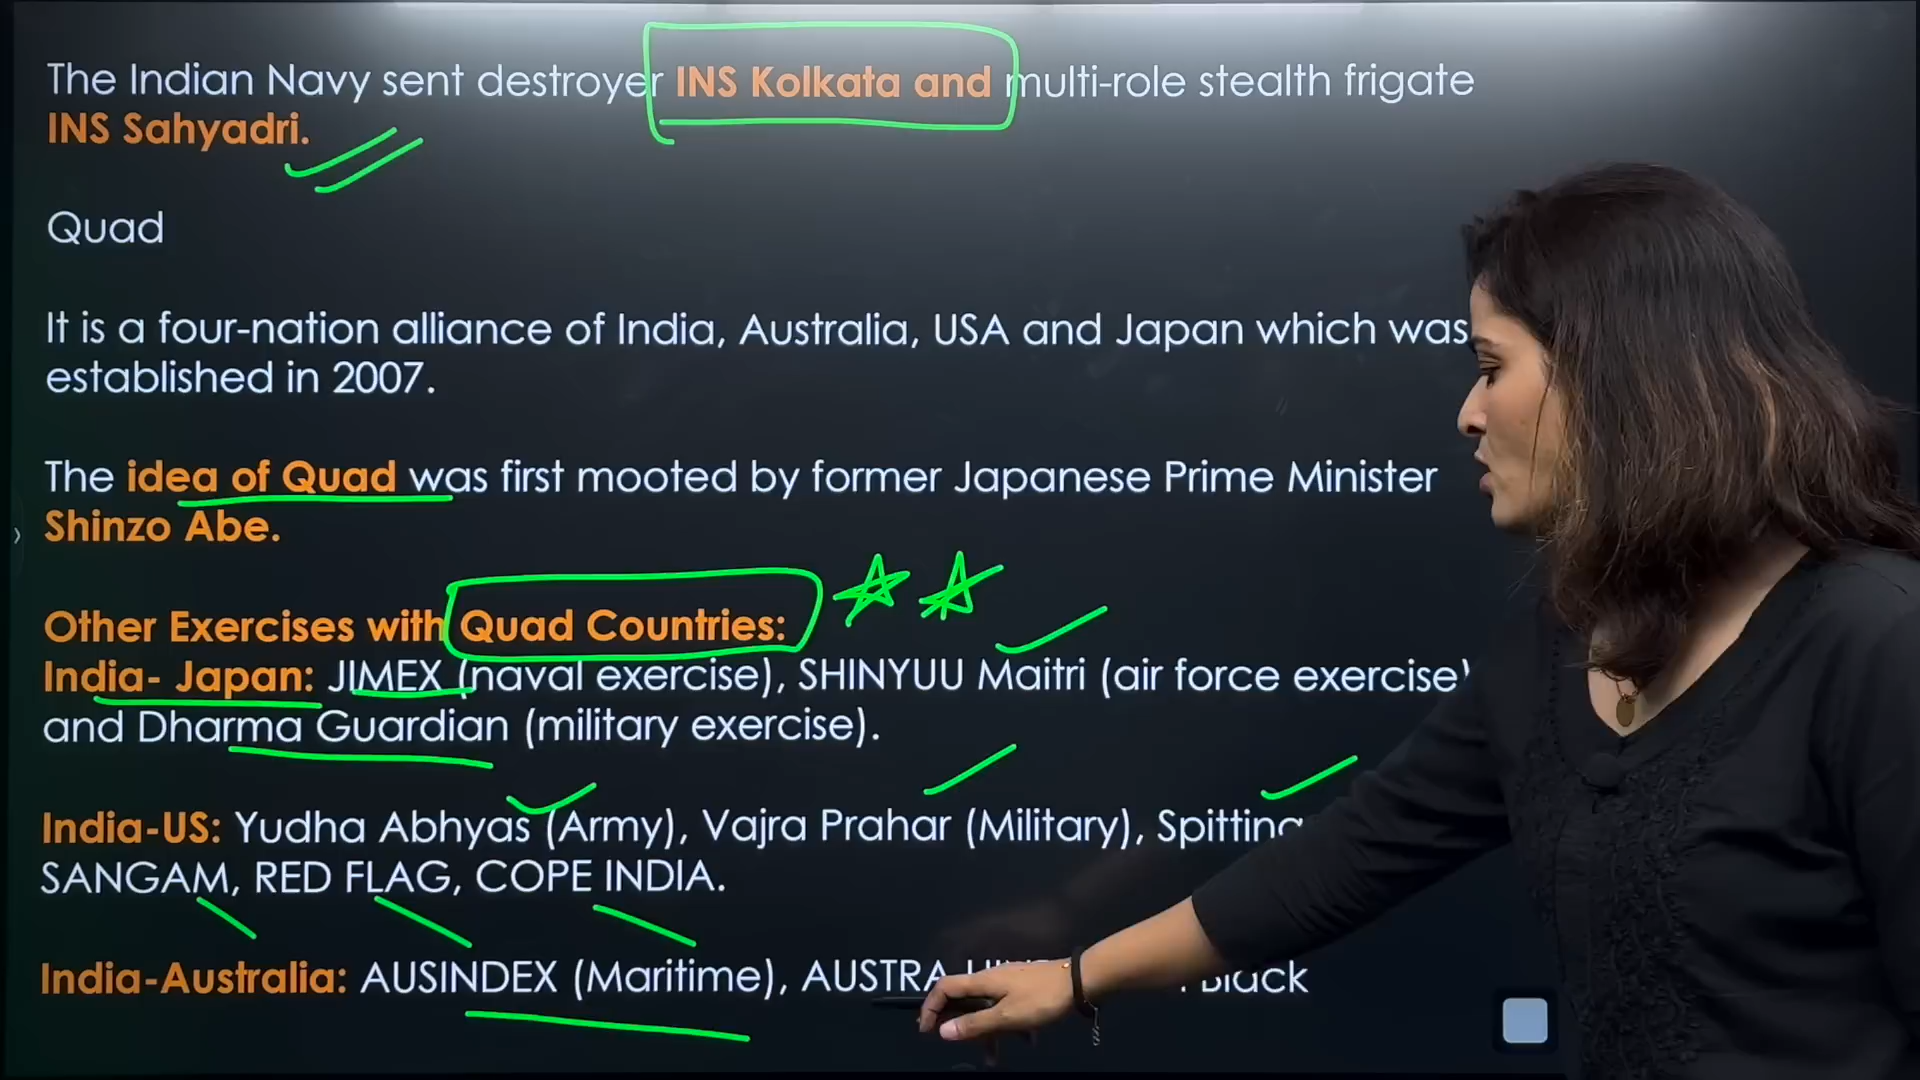 The Indian Navy sent destroyer INS Kolkata and multi-role stealth frigate
INS Sahyadri.
Quad
It is a four-nation alliance of India, Australia, USA and Japan which was
established in 2007.
The idea of Quad was first mooted by former Japanese Prime Minister
Shinzo Abe.
Other Exercises with Quad Countries:
India- Japan: JIMEX (naval exercise), SHINYUU Maitri (air force exercise)
and Dharma Guardian (military exercise).
India-US: Yudha Abhyas (Army), Vajra Prahar (Military), Spitting
SANGAM, RED FLAG, COPE INDIA.
India-Australia: AUSINDEX (Maritime), AUSTRA Black